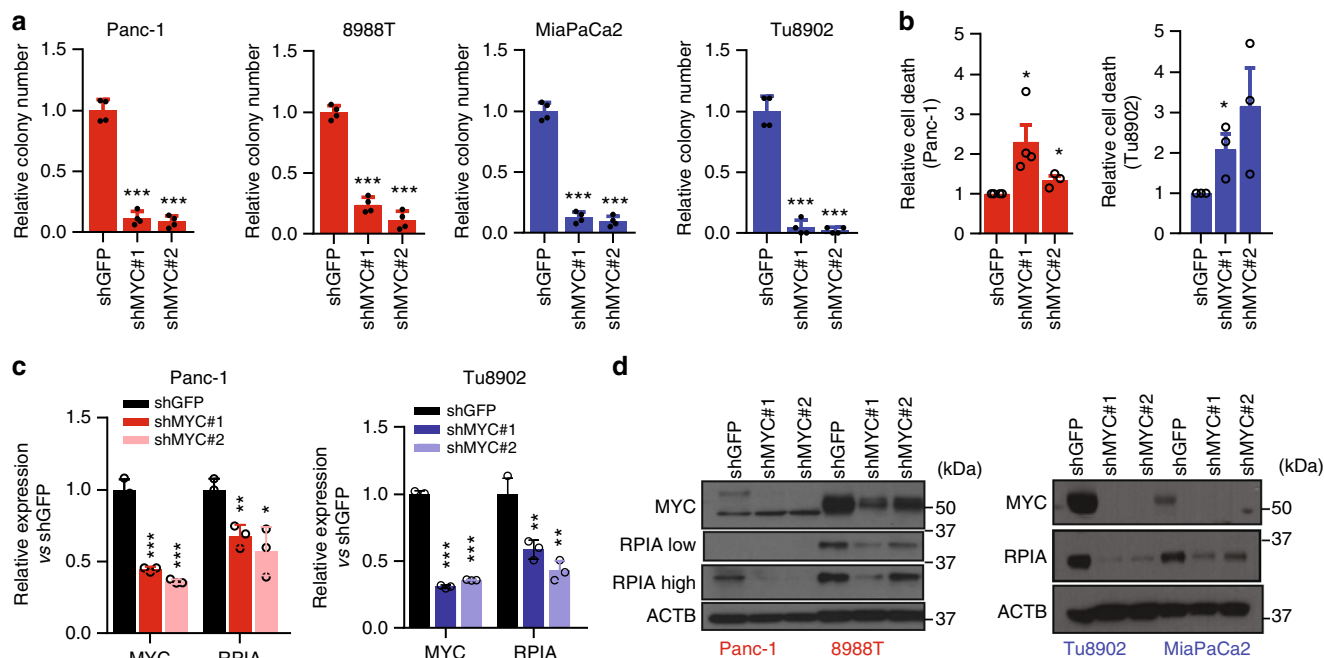 a
Panc-1
8988T
MiaPaCa2
Tu8902
Relative colony number
1.5
1.0
0.5
0.0
***
***
shGFP
shMYC#1
shMYC#2
Relative colony number
1.5
1.0
0.5
0.0
***
***
shGFP
shMYC#1
shMYC#2
Relative colony number
1.5
1.0
0.5
0.0
***
***
shGFP
shMYC#1
shMYC#2
Relative colony number
1.5
1.0
0.5
0.0
***
***
shGFP
shMYC#1
shMYC#2
b
Relative cell death
(Panc-1)
5
4
3
2
1
0
*
*
shGFP
shMYC#1
shMYC#2
Relative cell death
(Tu8902)
5
4
3
2
1
0
*
shGFP
shMYC#1
shMYC#2
c
Panc-1
shGFP
shMYC#1
shMYC#2
Relative expression
vs shGFP
1.5
1.0
0.5
0.0
***
***
**
*
MYC
RPIA
Tu8902
shGFP
shMYC#1
shMYC#2
Relative expression
vs shGFP
1.5
1.0
0.5
0.0
***
***
**
**
MYC
RPIA
d
shGFP
shMYC#1
shMYC#2
shGFP
shMYC#1
shMYC#2
(kDa)
MYC
50
37
RPIA low
37
RPIA high
ACTB
37
Panc-1
8988T
shGFP
shMYC#1
shMYC#2
shGFP
shMYC#1
shMYC#2
(kDa)
MYC
50
37
RPIA
ACTB
37
Tu8902
MiaPaCa2